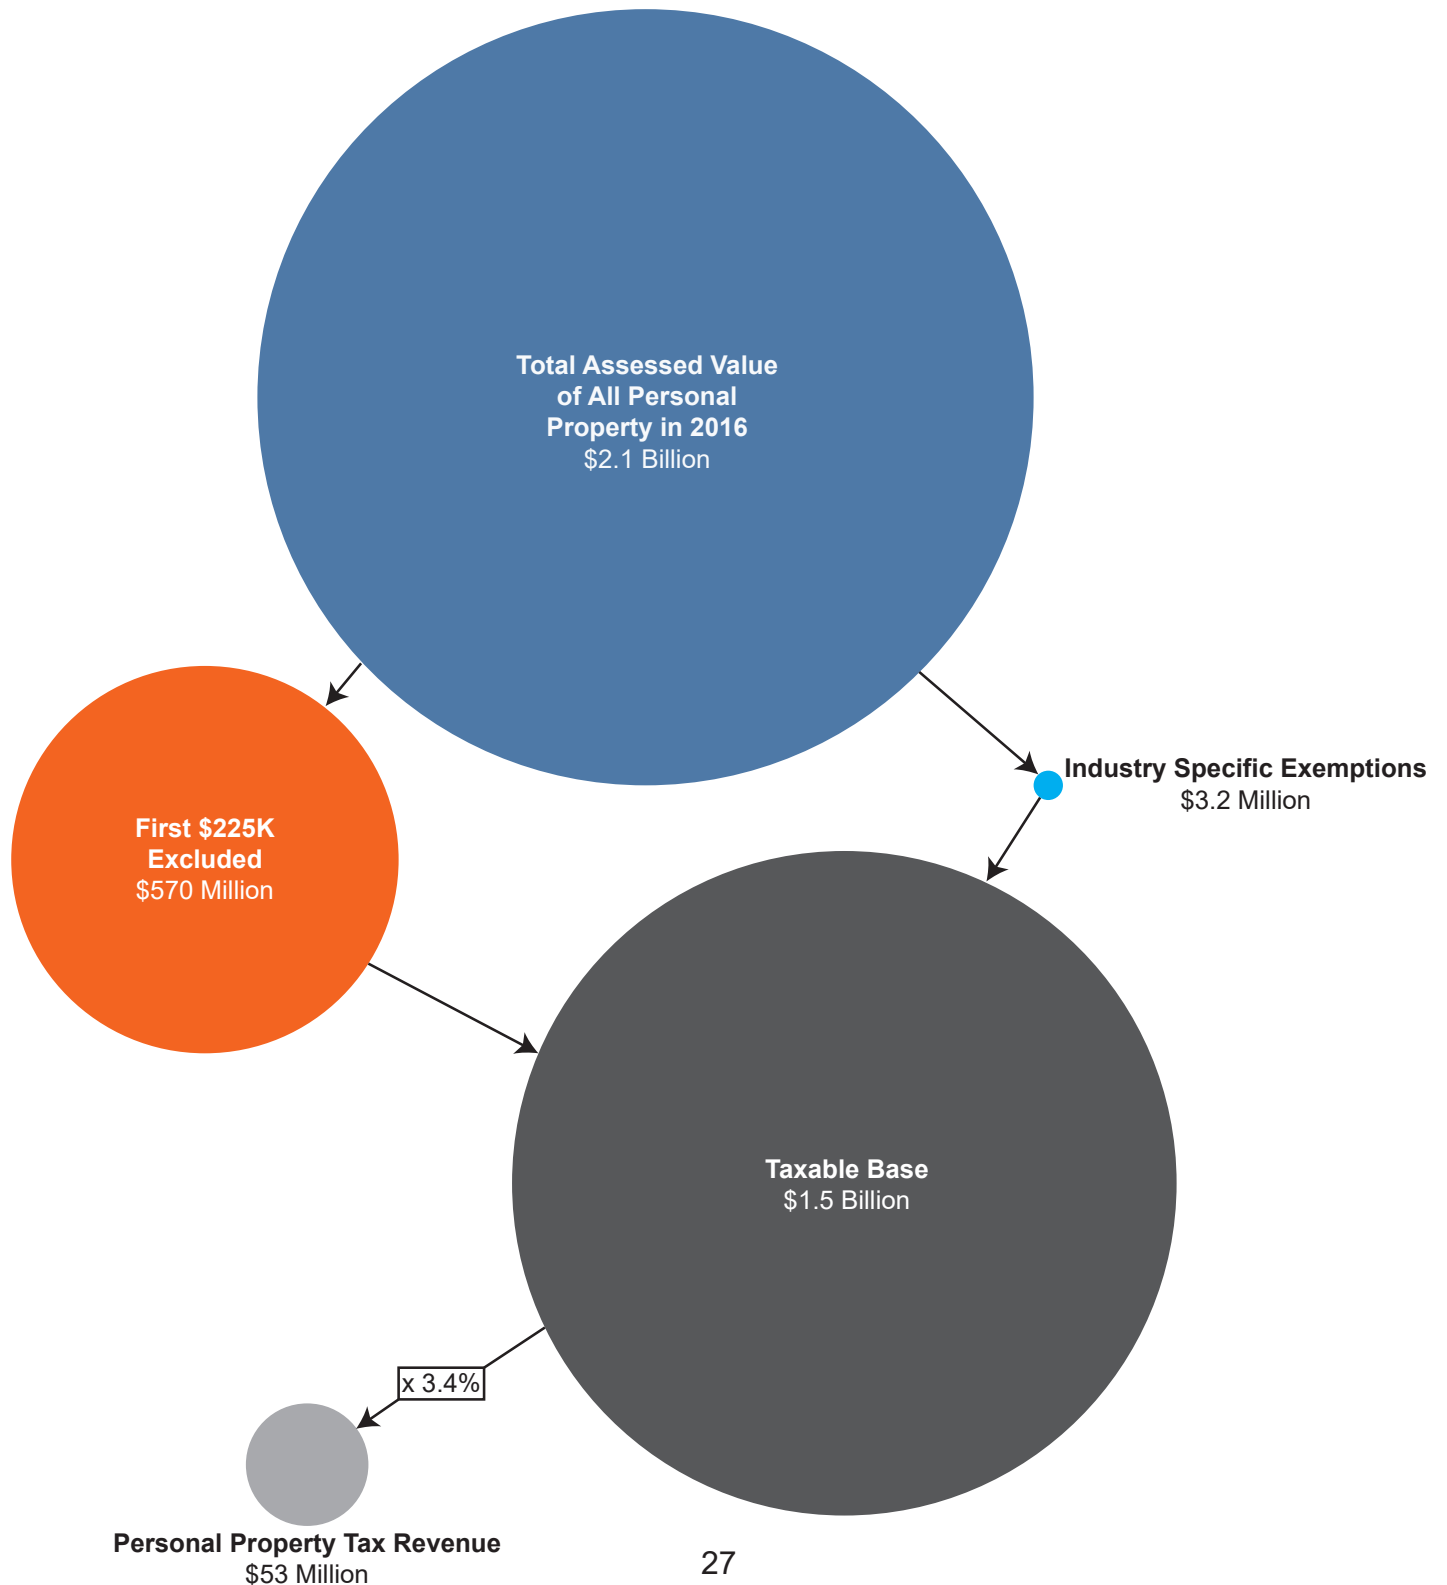 Total Assessed Value
of All Personal
Property in 2016
$2.1 Billion
Industry Specific Exemptions
$3.2 Million
First $225K
Excluded
$570 Million
Taxable Base
$1.5 Billion
x 3.4%
Personal Property Tax Revenue
$53 Million
27